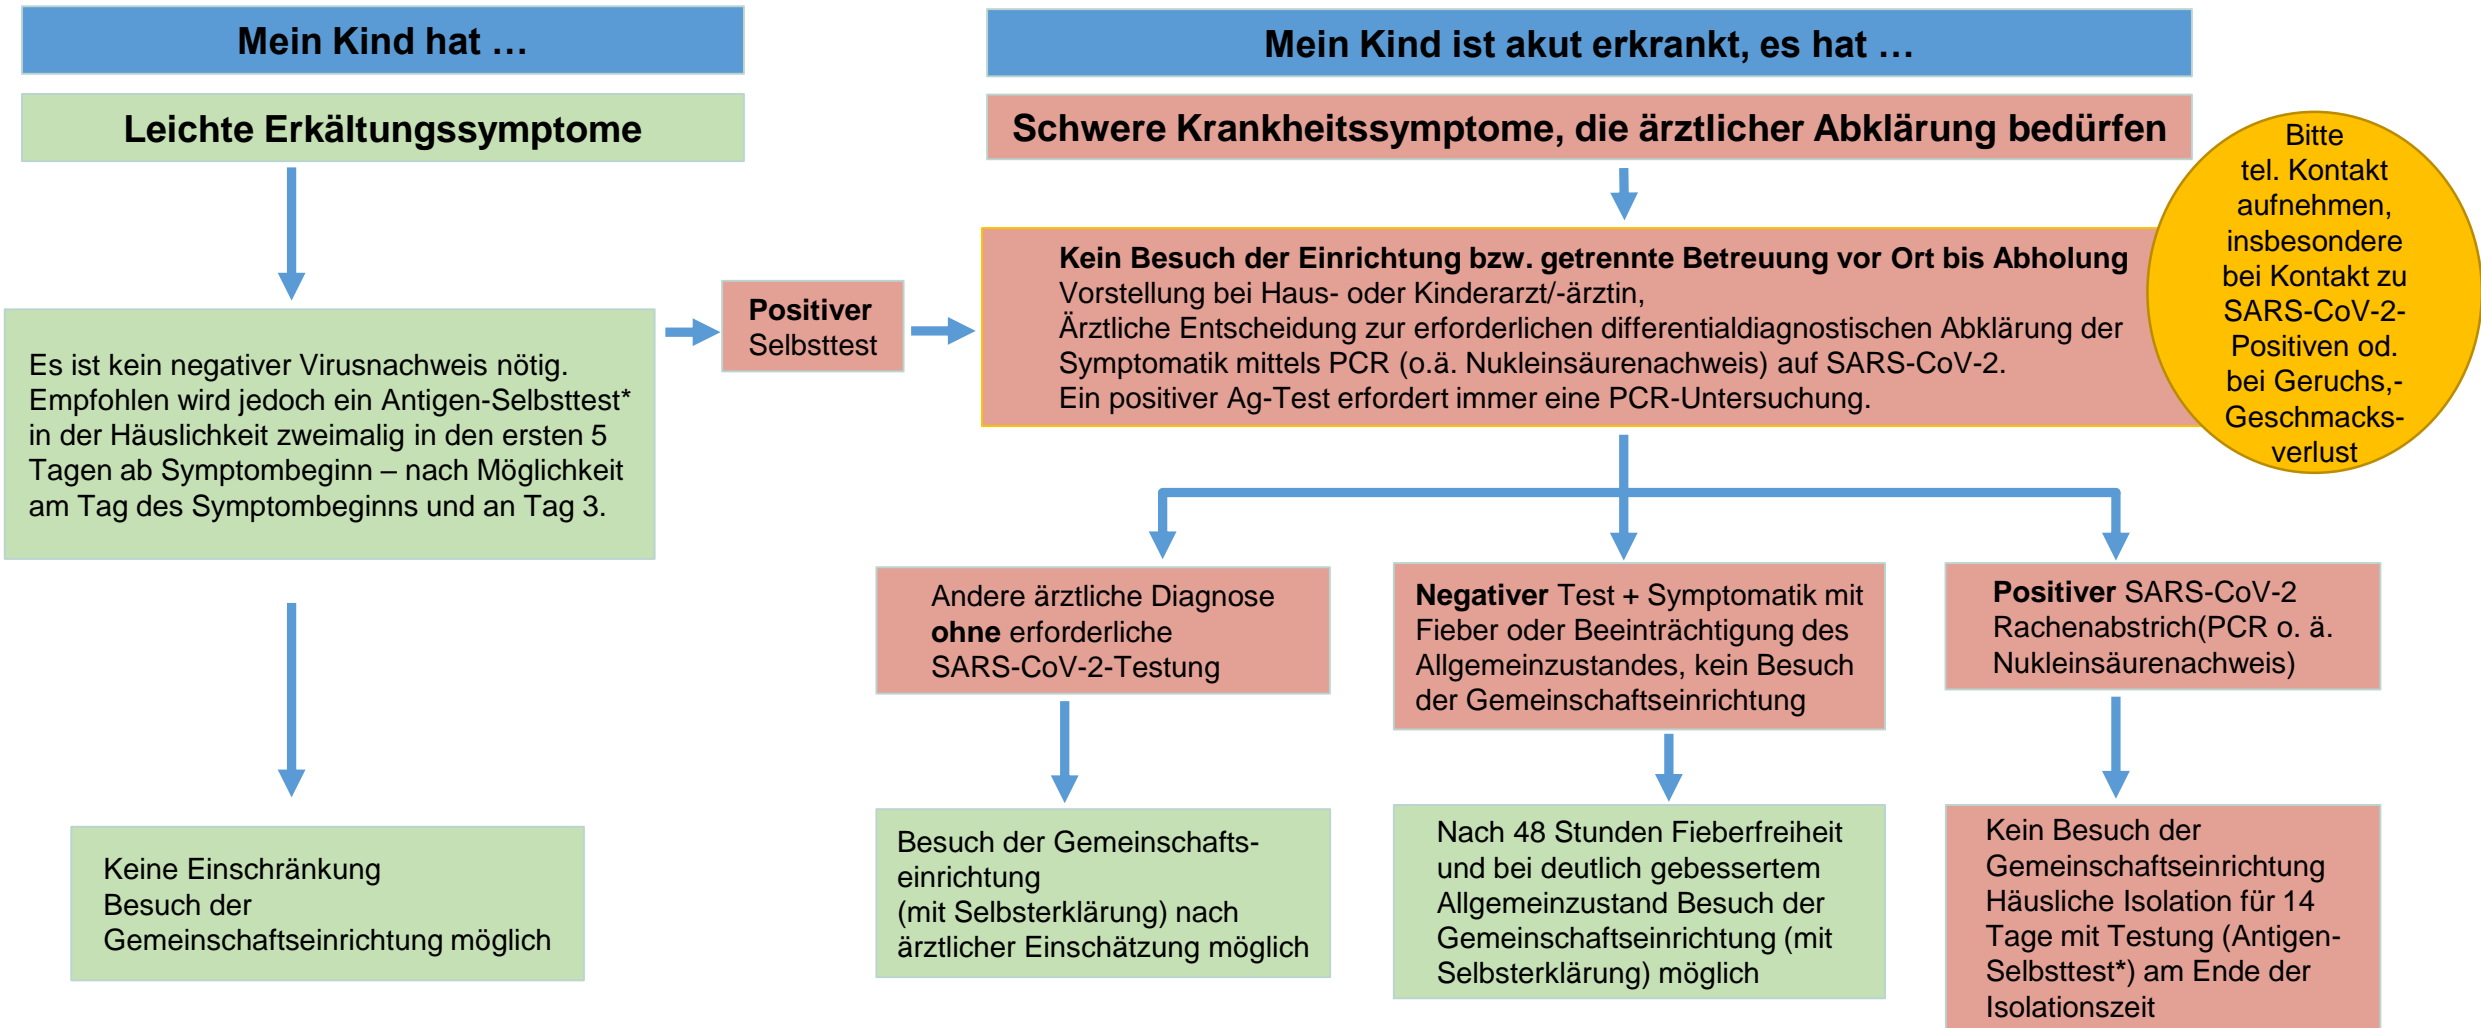 Mein Kind hat …
Leichte Erkältungssymptome
Es ist kein negativer Virusnachweis nötig.
Empfohlen wird jedoch ein Antigen-Selbsttest*
in der Häuslichkeit zweimalig in den ersten 5
Tagen ab Symptombeginn – nach Möglichkeit
am Tag des Symptombeginns und an Tag 3.
Keine Einschränkung
Besuch der
Gemeinschaftseinrichtung möglich
Positiver
Selbsttest
Mein Kind ist akut erkrankt, es hat …
Schwere Krankheitssymptome, die ärztlicher Abklärung bedürfen
Bitte
tel. Kontakt
aufnehmen,
insbesondere
bei Kontakt zu
SARS-CoV-2-
Positiven od.
bei Geruchs,-
Geschmacks-
verlust
Kein Besuch der Einrichtung bzw. getrennte Betreuung vor Ort bis Abholung
Vorstellung bei Haus- oder Kinderarzt/-ärztin,
Ärztliche Entscheidung zur erforderlichen differentialdiagnostischen Abklärung der
Symptomatik mittels PCR (o.ä. Nukleinsäurenachweis) auf SARS-CoV-2.
Ein positiver Ag-Test erfordert immer eine PCR-Untersuchung.
Andere ärztliche Diagnose
ohne erforderliche
SARS-CoV-2-Testung
Besuch der Gemeinschafts-
einrichtung
(mit Selbsterklärung) nach
ärztlicher Einschätzung möglich
Negativer Test + Symptomatik mit
Fieber oder Beeinträchtigung des
Allgemeinzustandes, kein Besuch
der Gemeinschaftseinrichtung
Nach 48 Stunden Fieberfreiheit
und bei deutlich gebessertem
Allgemeinzustand Besuch der
Gemeinschaftseinrichtung (mit
Selbsterklärung) möglich
Positiver SARS-CoV-2
Rachenabstrich(PCR o. ä.
Nukleinsäurenachweis)
Kein Besuch der
Gemeinschaftseinrichtung
Häusliche Isolation für 14
Tage mit Testung (Antigen-
Selbsttest*) am Ende der
Isolationszeit